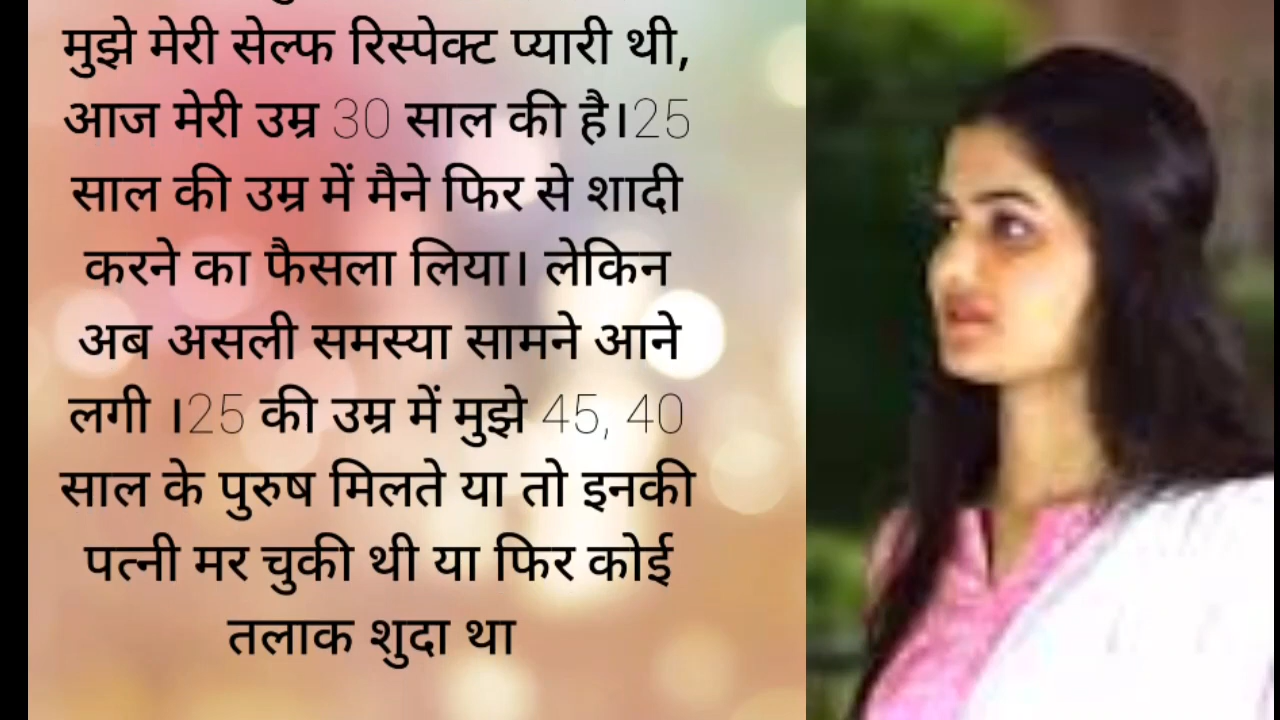 मुझे मेरी सेल्फ रिस्पेक्ट प्यारी थी,
आज मेरी उम्र 30 साल की है।25
साल की उम्र में मैने फिर से शादी
करने का फैसला लिया। लेकिन
अब असली समस्या सामने आने
लगी ।25 की उम्र में मुझे 45, 40
साल के पुरुष मिलते या तो इनकी
पत्नी मर चुकी थी या फिर कोई
तलाक शुदा था